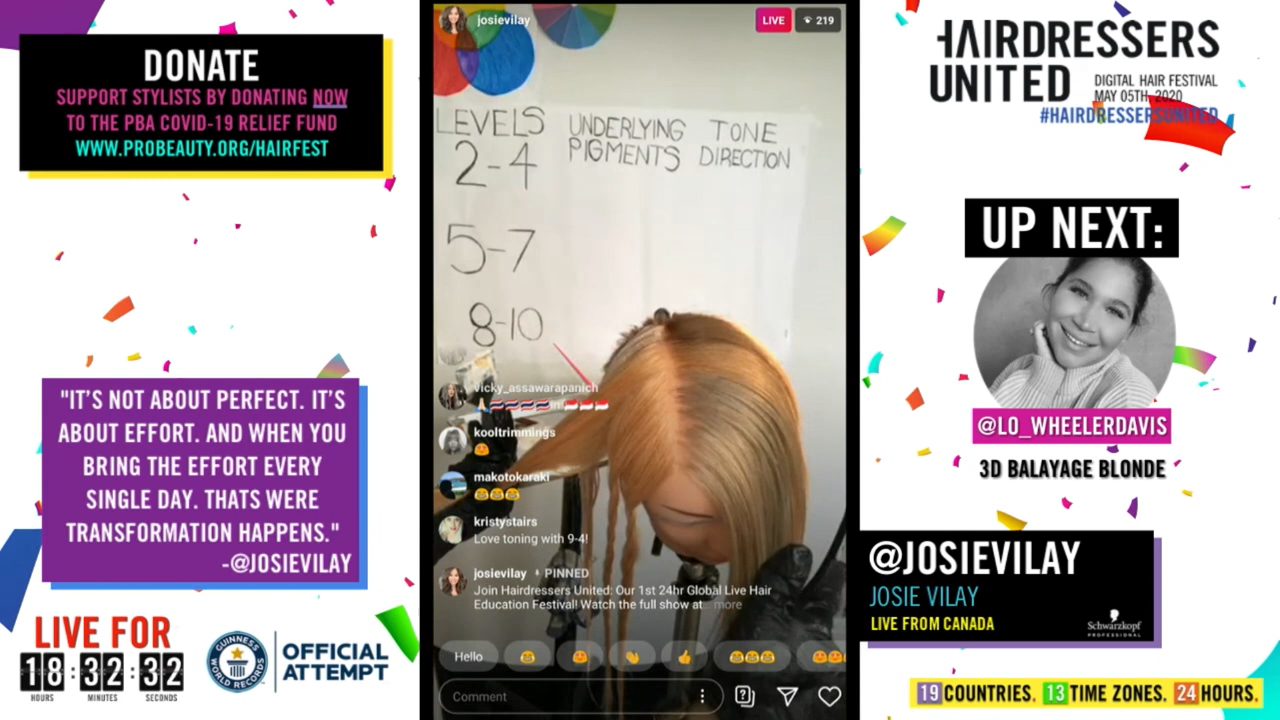 DONATE
SUPPORT STYLISTS BY DONATING NOW
TO THE PBA COVID-19 RELIEF FUND
WWW.PROBEAUTY.ORG/HAIRFEST
"IT'S NOT ABOUT PERFECT. IT'S
ABOUT EFFORT. AND WHEN YOU
BRING THE EFFORT EVERY
SINGLE DAY. THATS WERE
TRANSFORMATION HAPPENS."
-@JOSIEVILAY
LIVE FOR
18:32:32
HOURS MINUTES SECONDS
GUINNESS
WORLD RECORDS
OFFICIAL
ATTEMPT
josievilay
LIVE 219
LEVELS UNDERLYING TONE
PIGMENTS DIRECTION
2-4
5-7
8-10
vicky_assawarapanich
kooltrimmings
makotokaraki
kristystairs
Love toning with 9-4!
josievilay PINNED
Join Hairdressers United: Our 1st 24hr Global Live Hair
Education Festival! Watch the full show at... more
Hello
Comment
HAIRDRESSERS
UNITED
DIGITAL HAIR FESTIVAL
MAY 05TH, 2020
#HAIRDRESSERSUNITED
UP NEXT:
@LO_WHEELERDAVIS
3D BALAYAGE BLONDE
@JOSIEVILAY
JOSIE VILAY
LIVE FROM CANADA
Schwarzkopf
PROFESSIONAL
19 COUNTRIES. 13 TIME ZONES. 24 HOURS.